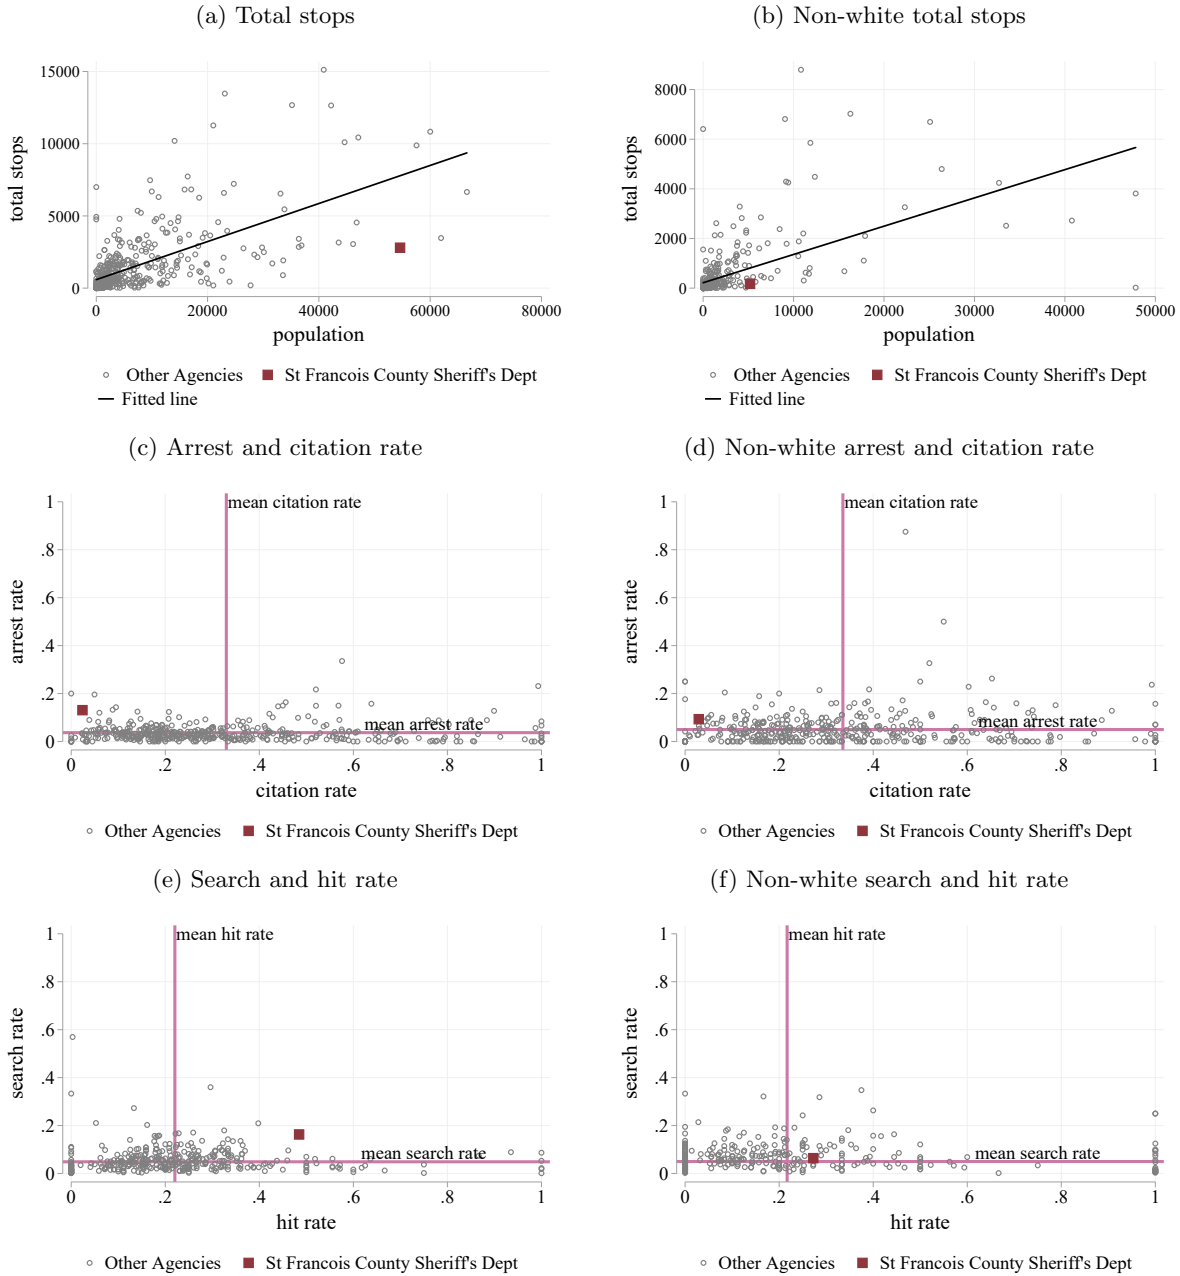 (a) Total stops
(b) Non-white total stops
total stops
15000
10000
5000
0
0 20000 40000 60000 80000
population
Other Agencies St Francois County Sheriff's Dept
Fitted line
total stops
8000
6000
4000
2000
0
0 10000 20000 30000 40000 50000
population
Other Agencies St Francois County Sheriff's Dept
Fitted line
(c) Arrest and citation rate
(d) Non-white arrest and citation rate
arrest rate
1
.8
.6
.4
.2
0
mean citation rate
mean arrest rate
0 .2 .4 .6 .8 1
citation rate
Other Agencies St Francois County Sheriff's Dept
arrest rate
1
.8
.6
.4
.2
0
mean citation rate
mean arrest rate
0 .2 .4 .6 .8 1
citation rate
Other Agencies St Francois County Sheriff's Dept
(e) Search and hit rate
(f) Non-white search and hit rate
search rate
1
.8
.6
.4
.2
0
mean hit rate
mean search rate
0 .2 .4 .6 .8 1
hit rate
Other Agencies St Francois County Sheriff's Dept
search rate
1
.8
.6
.4
.2
0
mean hit rate
mean search rate
0 .2 .4 .6 .8 1
hit rate
Other Agencies St Francois County Sheriff's Dept